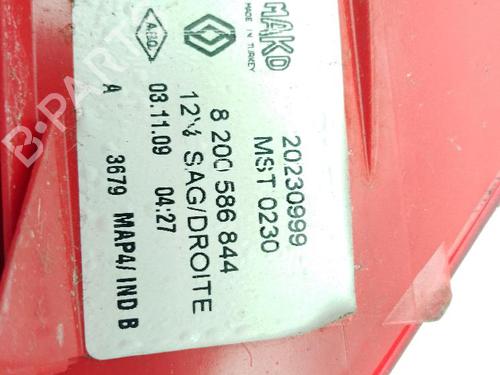 MAKO
MADE IN TURKEY
A.E.O.
20230999
MST 0230
8 200 586 844
12V SAG/DROITE
03.11.09 04:27
A 3679 MAP4/IND B
B-PARTS